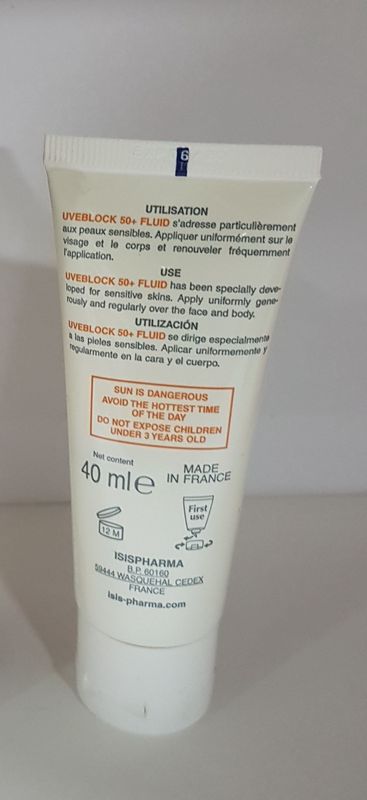 6
UTILISATION
UVEBLOCK 50+ FLUID s'adresse particulièrement
aux peaux sensibles. Appliquer uniformément sur le
visage et le corps et renouveler fréquemment
l'application.
USE
UVEBLOCK 50+ FLUID has been specially deve-
loped for sensitive skins. Apply uniformly gene-
rously and regularly over the face and body.
UTILIZACIÓN
UVEBLOCK 50+ FLUID se dirige especialmente
a las pieles sensibles. Aplicar uniformemente y
regularmente en la cara y el cuerpo.
SUN IS DANGEROUS
AVOID THE HOTTEST TIME
OF THE DAY
DO NOT EXPOSE CHILDREN
UNDER 3 YEARS OLD
Net content
40 ml e
MADE
IN FRANCE
12 M
First
use
ISISPHARMA
B.P. 60160
59444 WASQUEHAL CEDEX
FRANCE
isis-pharma.com